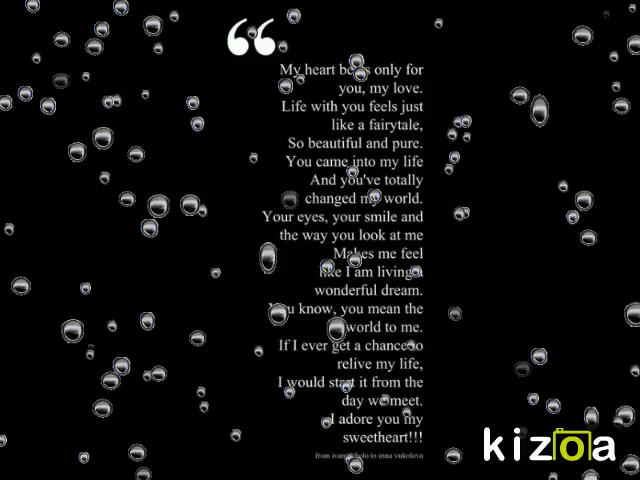 “
My heart beats only for
you, my love.
Life with you feels just
like a fairytale,
So beautiful and pure.
You came into my life
And you've totally
changed my world.
Your eyes, your smile and
the way you look at me
Makes me feel
like I am living a
wonderful dream.
You know, you mean the
world to me.
If I ever get a chance to
relive my life,
I would start it from the
day we meet.
I adore you my
sweetheart!!!
from to irina vukolova
kizoa